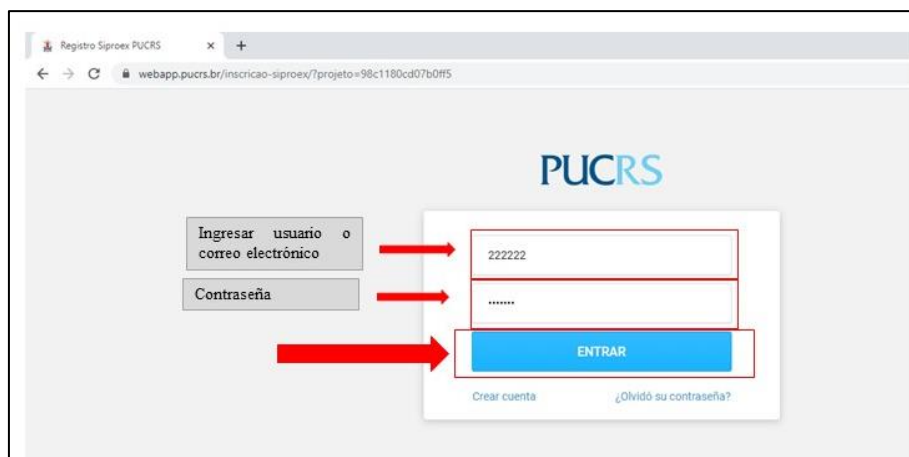 Registro Siproex PUCRS
webapp.pucrs.br/inscricao-siproex/?projeto=98c1180cd07b0ff5
PUCRS
Ingresar usuario o
correo electrónico
222222
Contraseña
•••••••
ENTRAR
Crear cuenta ¿Olvidó su contraseña?